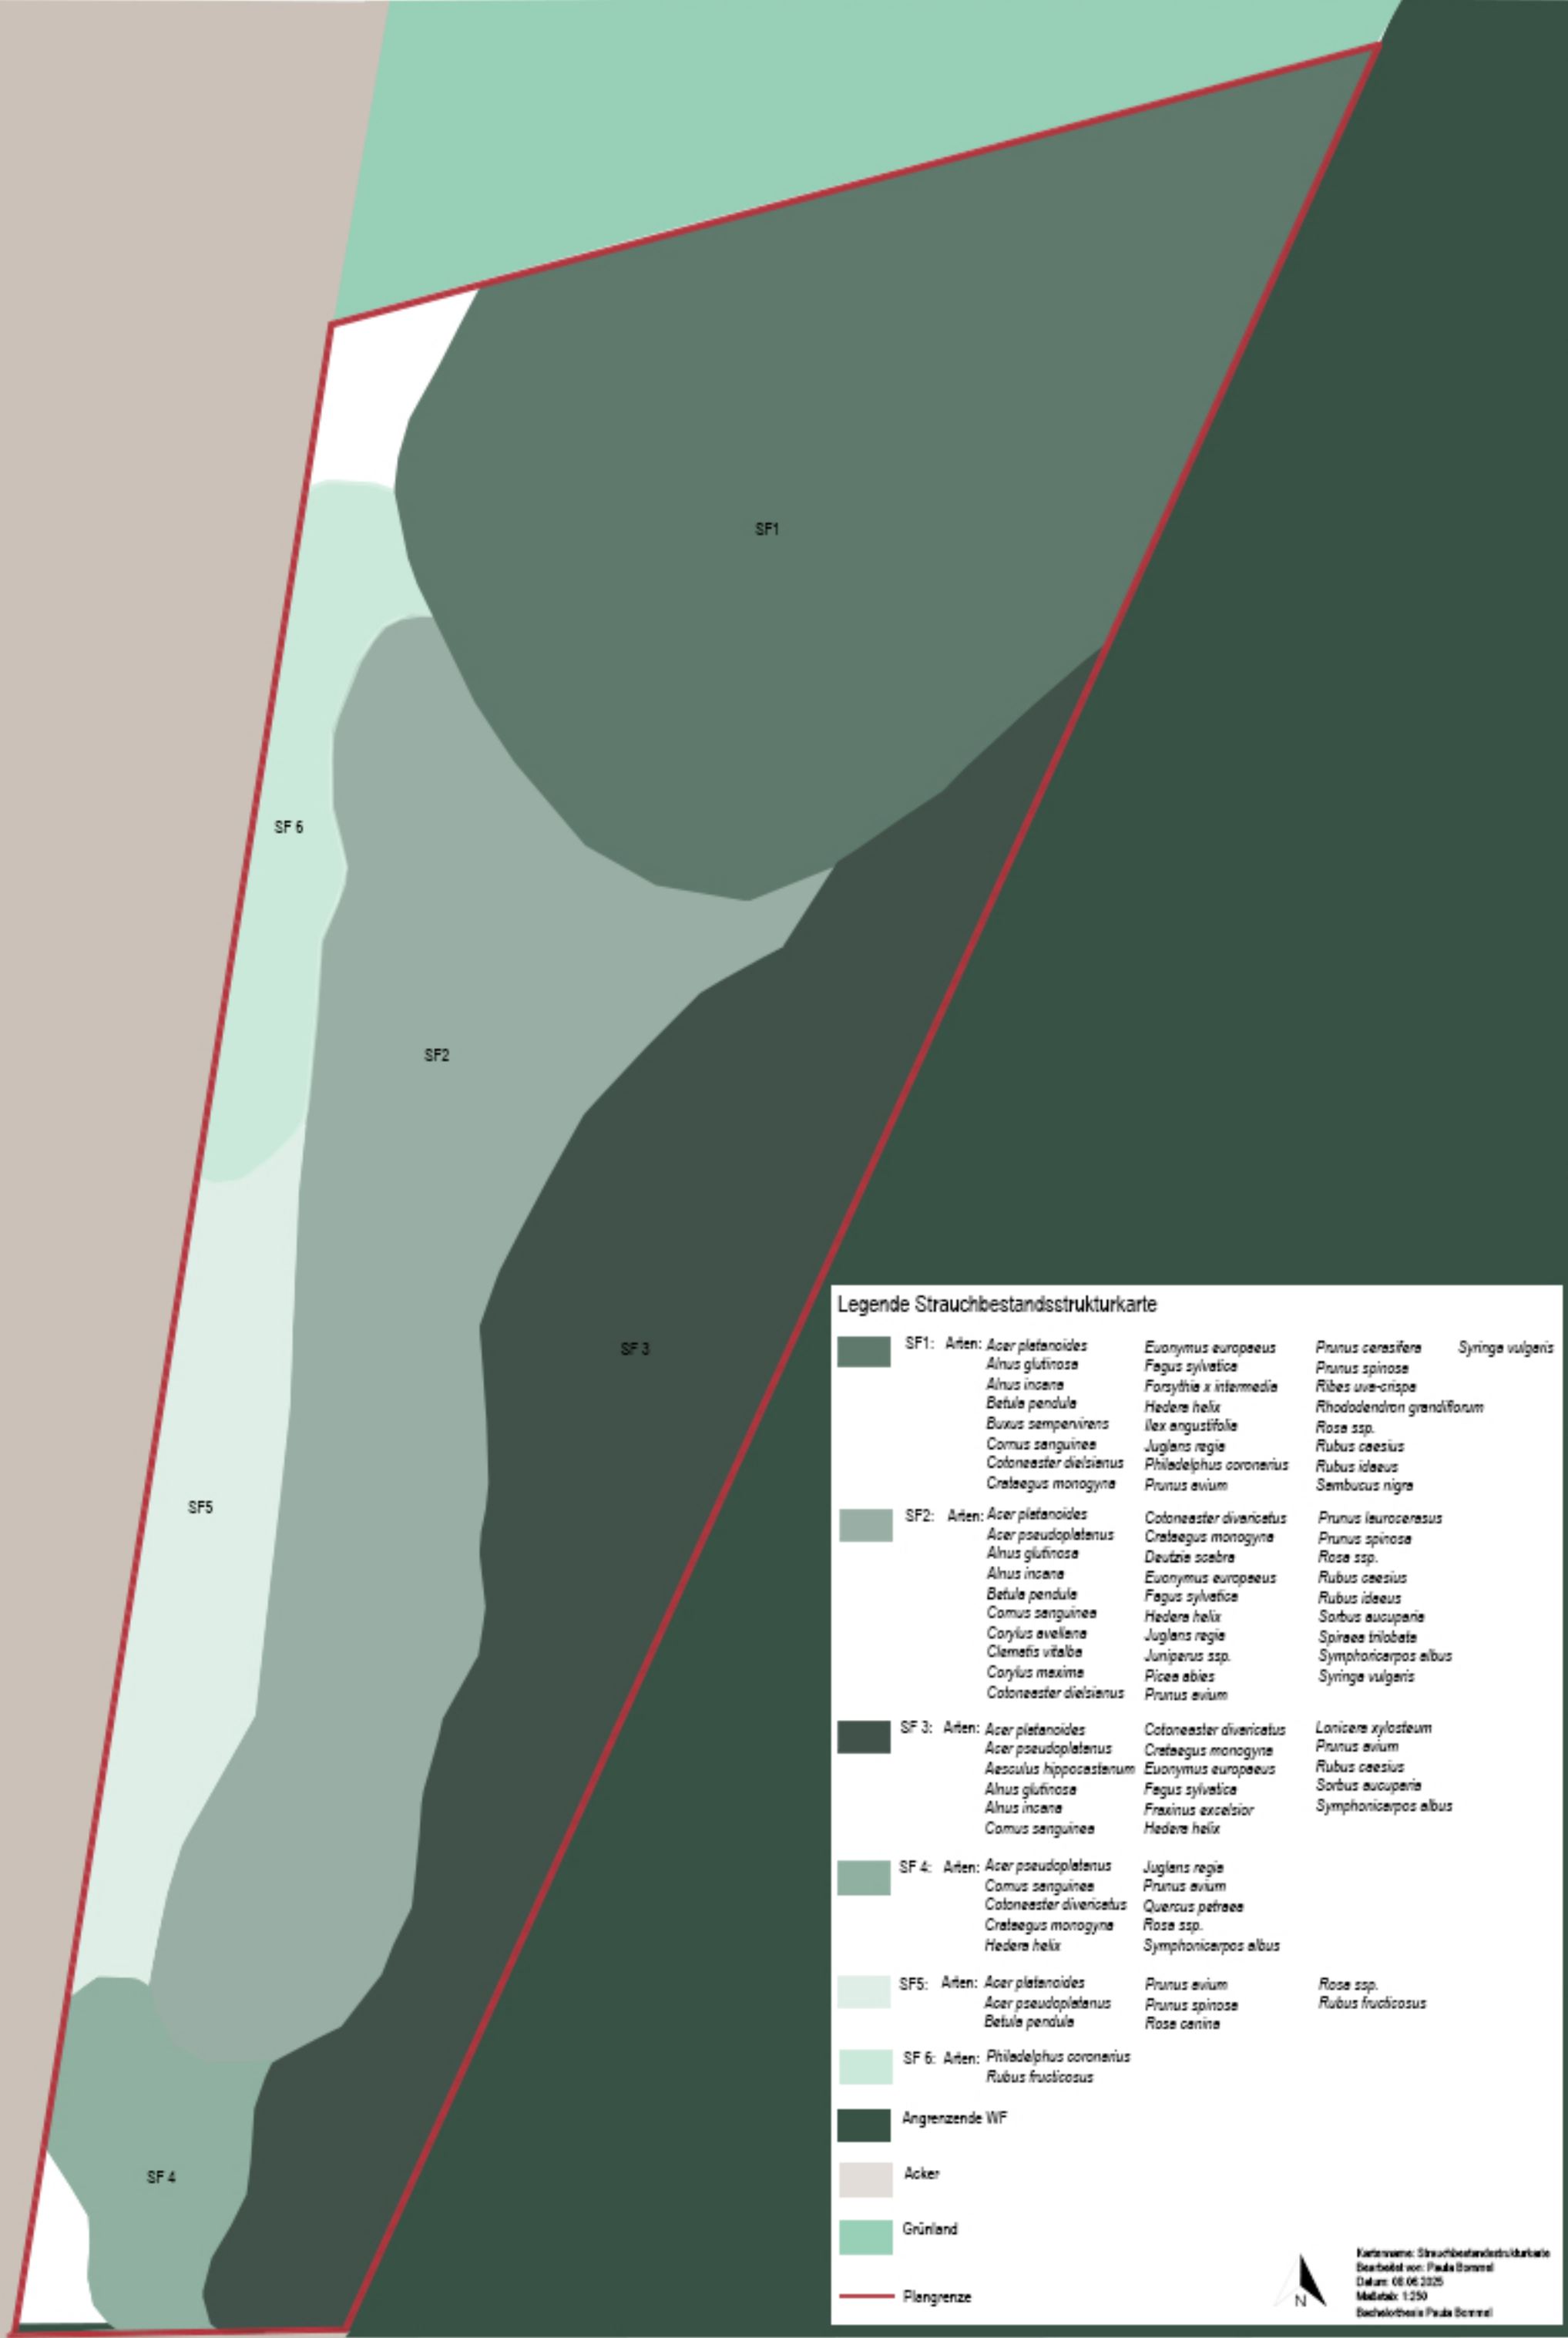 SF1
SF 6
SF2
SF 3
SF5
SF 4
Legende Strauchbestandsstrukturkarte
SF1: Arten: Acer platanoides Euonymus europaeus Prunus cerasifera Syringa vulgaris
Alnus glutinosa Fagus sylvatica Prunus spinosa
Alnus incana Forsythia x intermedia Ribes uva-crispa
Betula pendula Hedera helix Rhododendron grandiflorum
Buxus sempervirens Ilex angustifolia Rosa ssp.
Cornus sanguinea Juglans regia Rubus caesius
Cotoneaster dielsianus Philadelphus coronarius Rubus idaeus
Crataegus monogyna Prunus avium Sambucus nigra
SF2: Arten: Acer platanoides Cotoneaster divaricatus Prunus laurocerasus
Acer pseudoplatanus Crataegus monogyna Prunus spinosa
Alnus glutinosa Deutzia scabra Rosa ssp.
Alnus incana Euonymus europaeus Rubus caesius
Betula pendula Fagus sylvatica Rubus idaeus
Cornus sanguinea Hedera helix Sorbus aucuparia
Corylus avellana Juglans regia Spiraea trilobata
Clematis vitalba Juniperus ssp. Symphoricarpos albus
Corylus maxima Picea abies Syringa vulgaris
Cotoneaster dielsianus Prunus avium
SF 3: Arten: Acer platanoides Cotoneaster divaricatus Lonicera xylosteum
Acer pseudoplatanus Crataegus monogyna Prunus avium
Aesculus hippocastanum Euonymus europaeus Rubus caesius
Alnus glutinosa Fagus sylvatica Sorbus aucuparia
Alnus incana Fraxinus excelsior Symphonicarpos albus
Cornus sanguinea Hedera helix
SF 4: Arten: Acer pseudoplatanus Juglans regia
Cornus sanguinea Prunus avium
Cotoneaster divericatus Quercus petraea
Crataegus monogyna Rosa ssp.
Hedera helix Symphonicarpos albus
SF5: Arten: Acer platanoides Prunus avium Rosa ssp.
Acer pseudoplatanus Prunus spinosa Rubus fructicosus
Betula pendula Rosa canina
SF 6: Arten: Philadelphus coronarius
Rubus fructicosus
Angrenzende WF
Acker
Grünland
Plangrenze
N
Kartenname: Strauchbestandsstrukturkarte
Bearbeitet von: Paula Bommel
Datum: 08.06.2025
Maßstab: 1:250
Bachelorthesis Paula Bommel